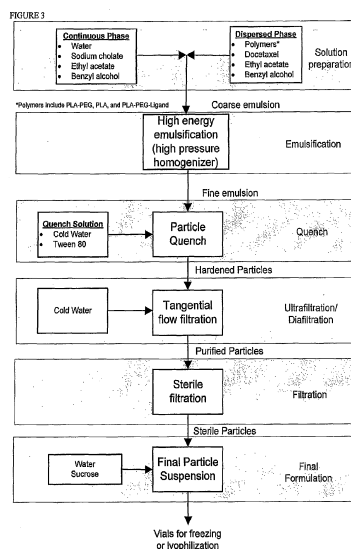 FIGURE 3
Continuous Phase
• Water
• Sodium cholate
• Ethyl acetate
• Benzyl alcohol
Dispersed Phase
• Polymers*
• Docetaxel
• Ethyl acetate
• Benzyl alcohol
Solution
preparation
*Polymers include PLA-PEG, PLA, and PLA-PEG-Ligand
Coarse emulsion
High energy
emulsification
(high pressure
homogenizer)
Emulsification
Fine emulsion
Quench Solution
• Cold Water
• Tween 80
Particle
Quench
Quench
Hardened Particles
Cold Water
Tangential
flow filtration
Ultrafiltration/
Diafiltration
Purified Particles
Sterile
filtration
Filtration
Sterile Particles
Water
Sucrose
Final Particle
Suspension
Final
Formulation
Vials for freezing
or lyophilization